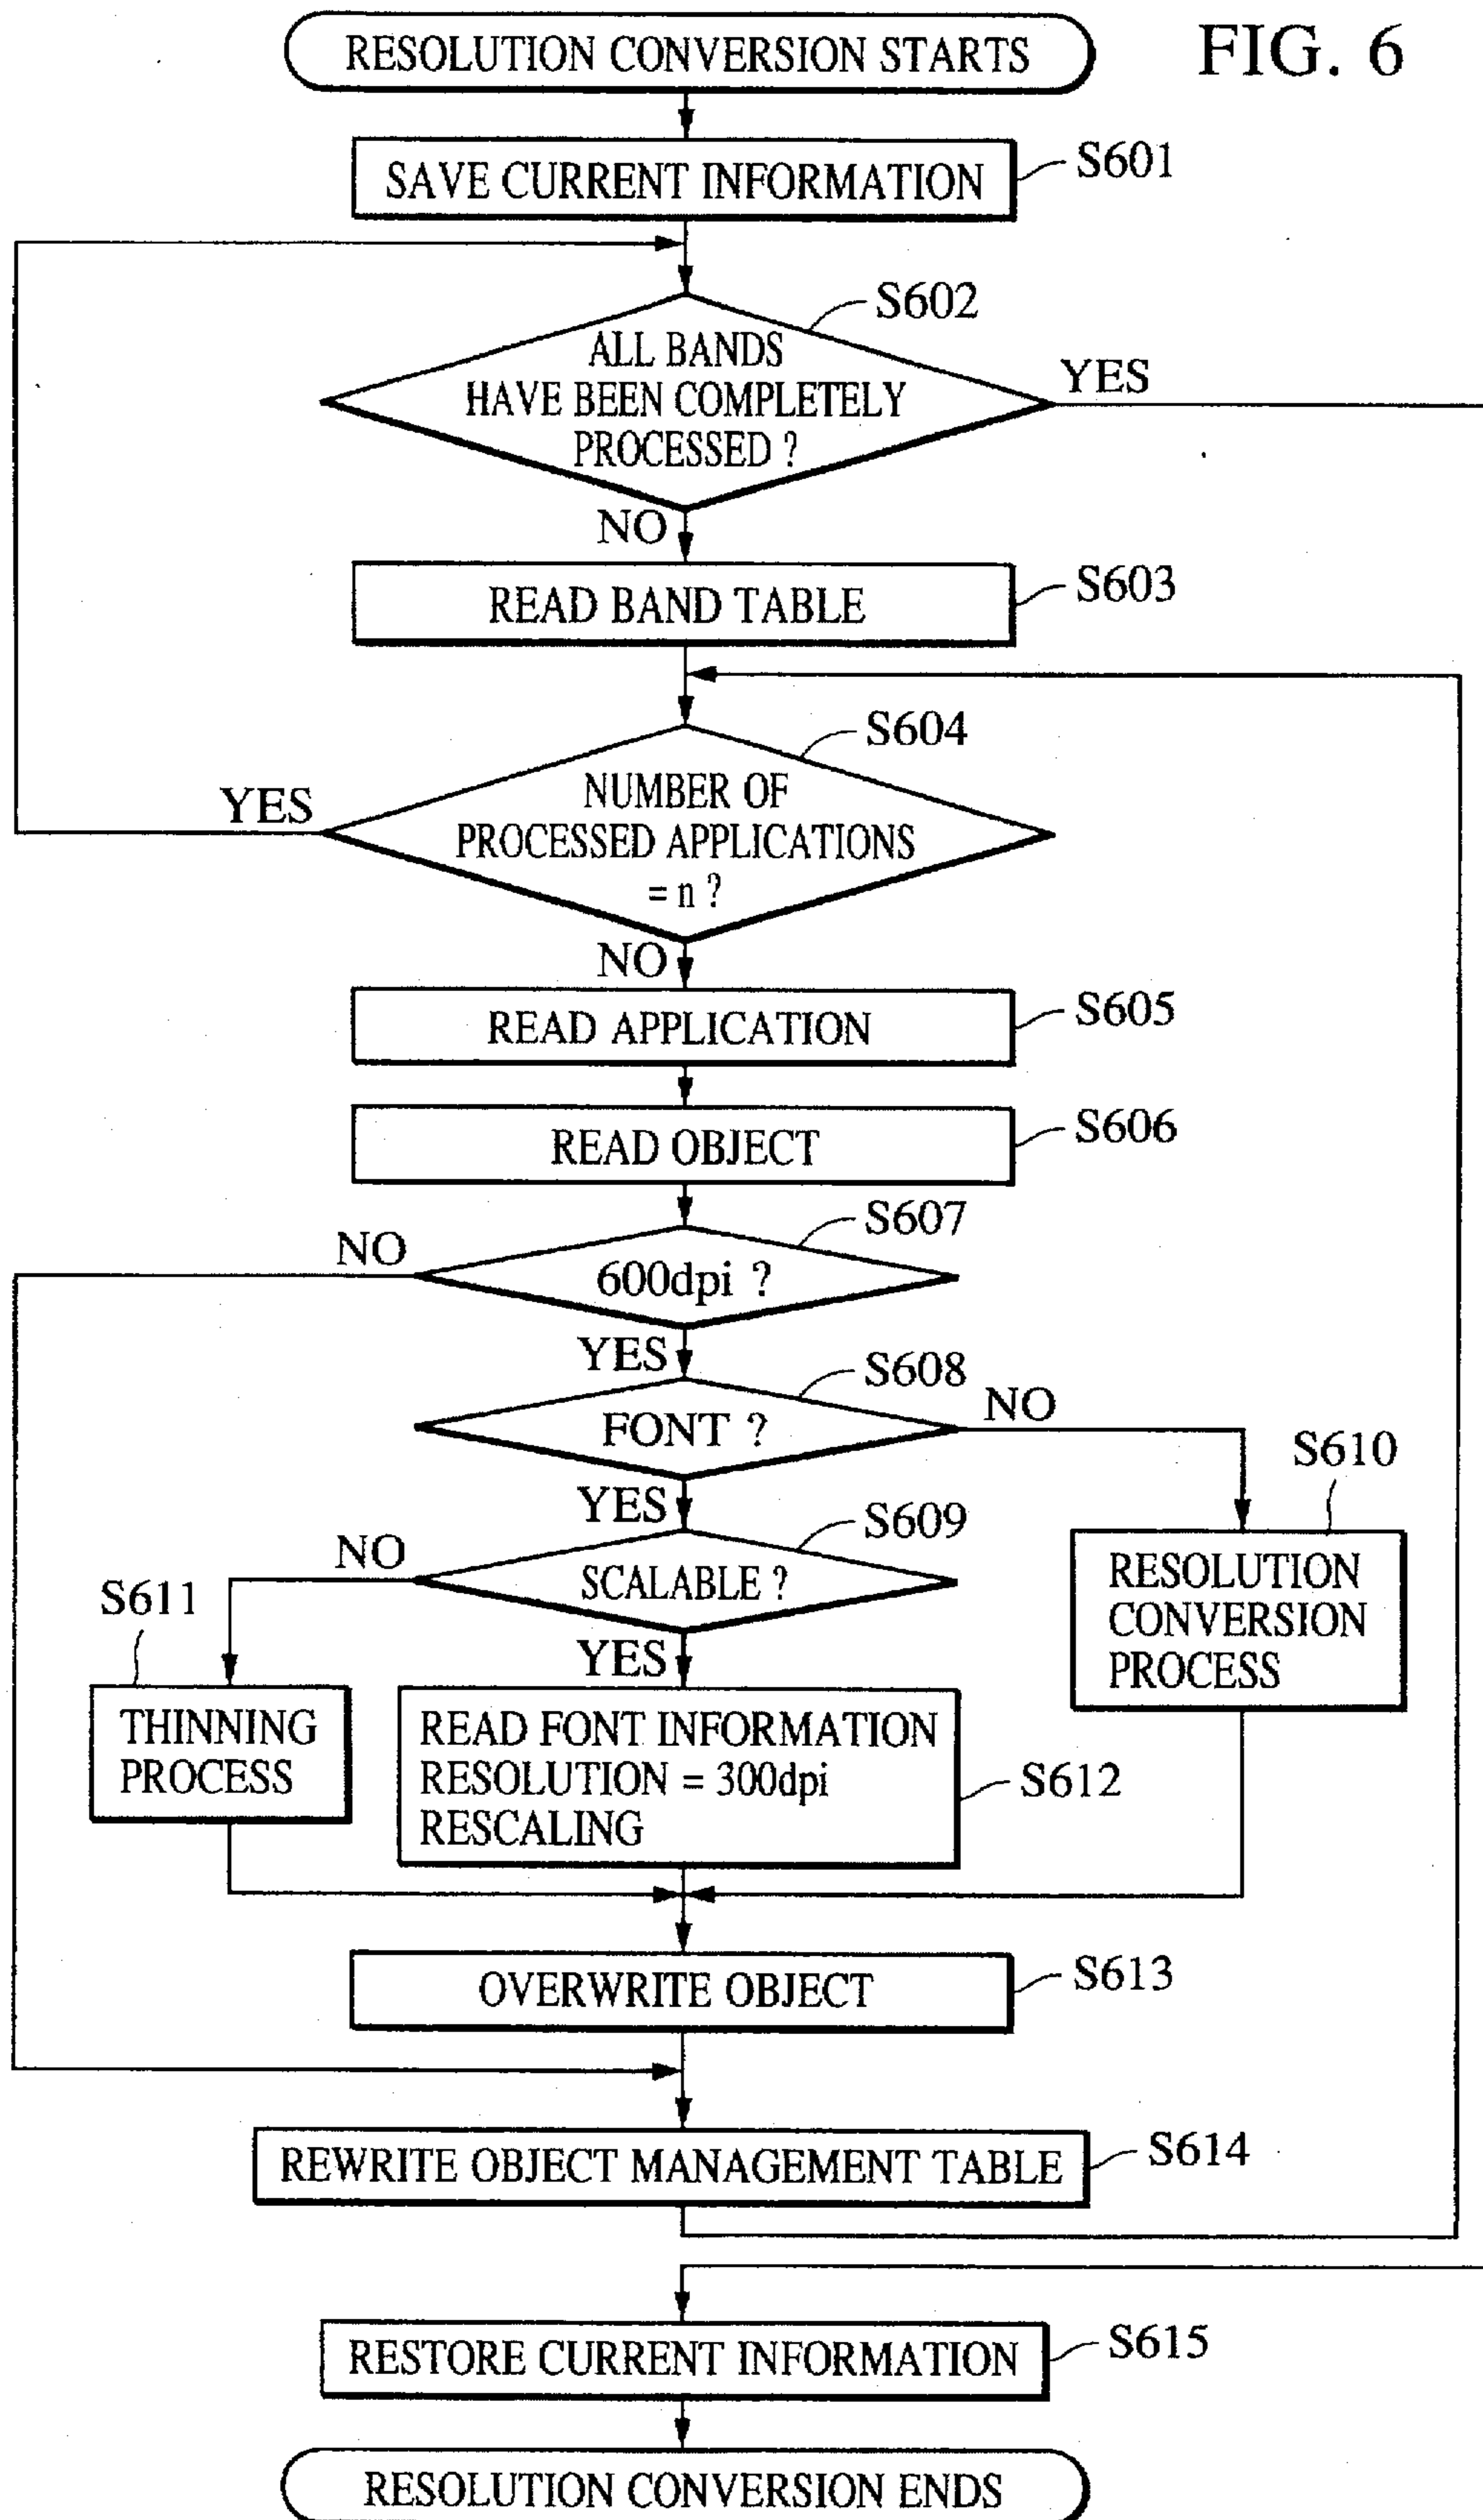 RESOLUTION CONVERSION STARTS
FIG. 6
SAVE CURRENT INFORMATION
S601
S602
ALL BANDS
HAVE BEEN COMPLETELY
PROCESSED ?
YES
NO
READ BAND TABLE
S603
S604
NUMBER OF
PROCESSED APPLICATIONS
= n ?
YES
NO
READ APPLICATION
S605
READ OBJECT
S606
S607
NO
600dpi ?
YES
S608
FONT ?
NO
YES
S610
S609
NO
SCALABLE ?
RESOLUTION
CONVERSION
PROCESS
S611
YES
THINNING
PROCESS
READ FONT INFORMATION
RESOLUTION = 300dpi
RESCALING
S612
OVERWRITE OBJECT
S613
REWRITE OBJECT MANAGEMENT TABLE
S614
RESTORE CURRENT INFORMATION
S615
RESOLUTION CONVERSION ENDS